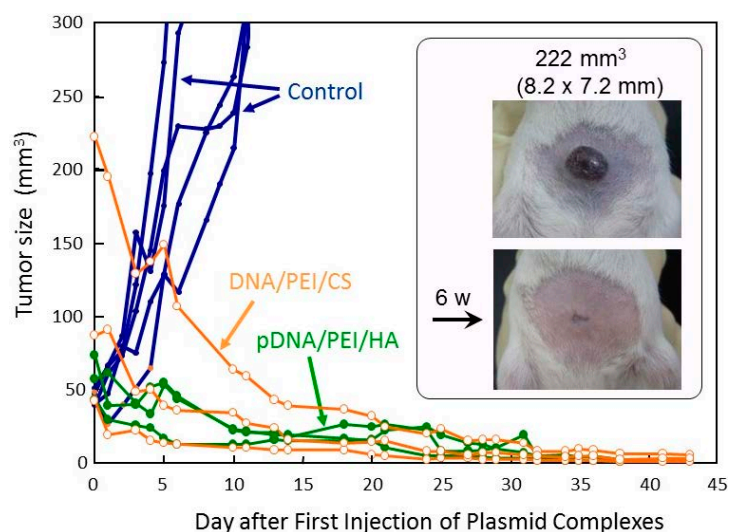 300
250
200
150
100
50
0
Tumor size (mm³)
Control
DNA/PEI/CS
pDNA/PEI/HA
222 mm³
(8.2 x 7.2 mm)
6 w
0 5 10 15 20 25 30 35 40 45
Day after First Injection of Plasmid Complexes